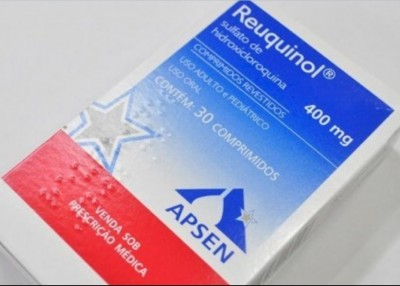 Reuquinol®
sulfato de
hidroxicloroquina
400 mg
COMPRIMIDOS REVESTIDOS
USO ADULTO e PEDIÁTRICO
USO ORAL
CONTÉM: 30 COMPRIMIDOS
APSEN
VENDA SOB
PRESCRIÇÃO MÉDICA